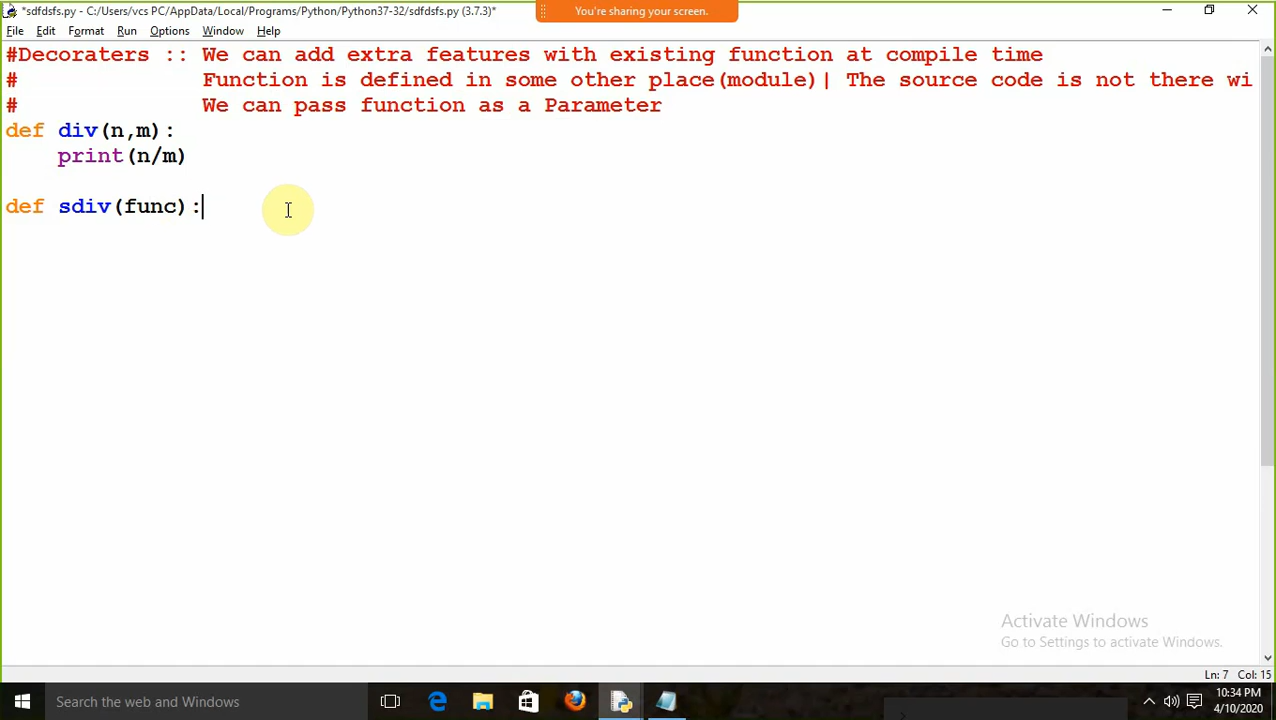 *sdfdsfs.py - C:/Users/vcs PC/AppData/Local/Programs/Python/Python37-32/sdfdsfs.py (3.7.3)*
You're sharing your screen.
File Edit Format Run Options Window Help
#Decoraters :: We can add extra features with existing function at compile time
# Function is defined in some other place(module)| The source code is not there wi
# We can pass function as a Parameter
def div(n,m):
print(n/m)
def sdiv(func):
Activate Windows
Go to Settings to activate Windows.
Ln: 7 Col: 15
Search the web and Windows
10:34 PM
4/10/2020